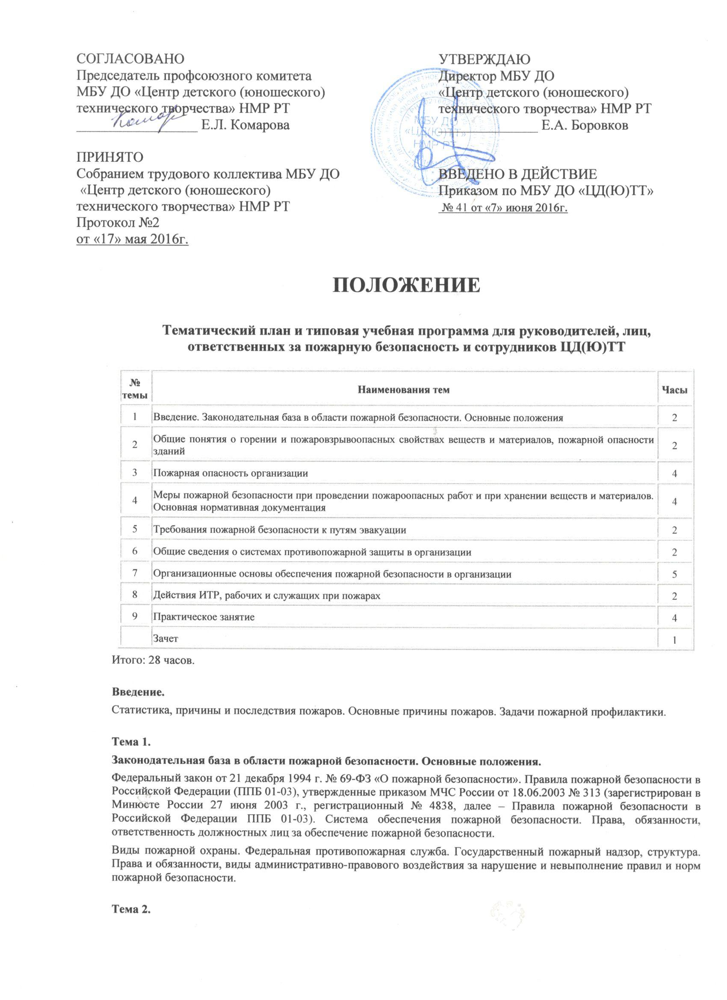 СОГЛАСОВАНО
Председатель профсоюзного комитета
МБУ ДО «Центр детского (юношеского)
технического творчества» НМР РТ
Е.Л. Комарова
УТВЕРЖДАЮ
Директор МБУ ДО
«Центр детского (юношеского)
технического творчества» НМР РТ
Е.А. Боровков
МБУ ДО
«ЦД(Ю)ТТ»
НМР РТ
ПРИНЯТО
Собранием трудового коллектива МБУ ДО
«Центр детского (юношеского)
технического творчества» НМР РТ
Протокол №2
от «17» мая 2016г.
ВВЕДЕНО В ДЕЙСТВИЕ
Приказом по МБУ ДО «ЦД(Ю)ТТ»
№ 41 от «7» июня 2016г.
ПОЛОЖЕНИЕ
Тематический план и типовая учебная программа для руководителей, лиц,
ответственных за пожарную безопасность и сотрудников ЦД(Ю)ТТ
№ темы Наименования тем Часы
1 Введение. Законодательная база в области пожарной безопасности. Основные положения 2
2 Общие понятия о горении и пожаровзрывоопасных свойствах веществ и материалов, пожарной опасности
зданий 2
3 Пожарная опасность организации 4
4 Меры пожарной безопасности при проведении пожароопасных работ и при хранении веществ и материалов.
Основная нормативная документация 4
5 Требования пожарной безопасности к путям эвакуации 2
6 Общие сведения о системах противопожарной защиты в организации 2
7 Организационные основы обеспечения пожарной безопасности в организации 5
8 Действия ИТР, рабочих и служащих при пожарах 2
9 Практическое занятие 4
Зачет 1
Итого: 28 часов.
Введение.
Статистика, причины и последствия пожаров. Основные причины пожаров. Задачи пожарной профилактики.
Тема 1.
Законодательная база в области пожарной безопасности. Основные положения.
Федеральный закон от 21 декабря 1994 г. № 69-ФЗ «О пожарной безопасности». Правила пожарной безопасности в
Российской Федерации (ППБ 01-03), утвержденные приказом МЧС России от 18.06.2003 № 313 (зарегистрирован в
Минюсте России 27 июня 2003 г., регистрационный № 4838, далее – Правила пожарной безопасности в
Российской Федерации ППБ 01-03). Система обеспечения пожарной безопасности. Права, обязанности,
ответственность должностных лиц за обеспечение пожарной безопасности.
Виды пожарной охраны. Федеральная противопожарная служба. Государственный пожарный надзор, структура.
Права и обязанности, виды административно-правового воздействия за нарушение и невыполнение правил и норм
пожарной безопасности.
Тема 2.